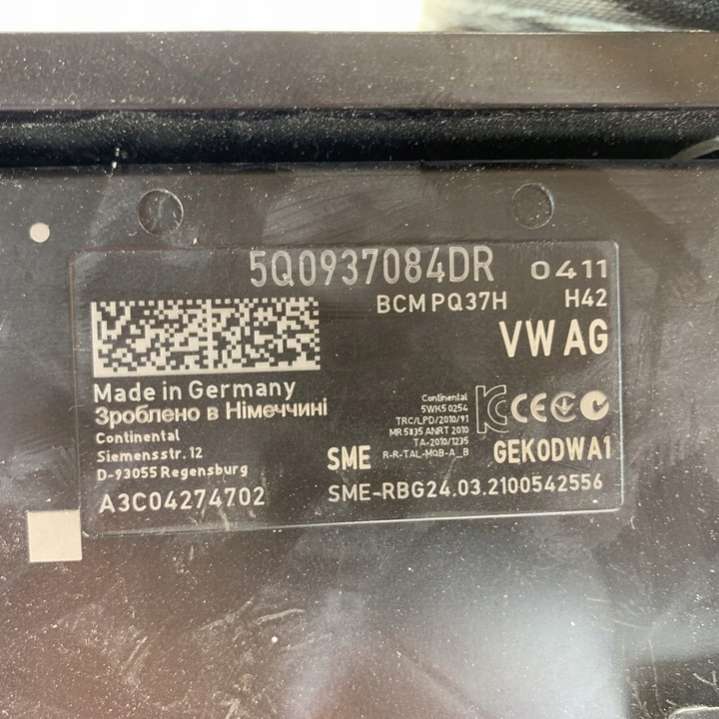 5Q0937084DR 0411
BCM PQ37H H42
VW AG
Made in Germany
Зроблено в Німеччині
Continental
Siemensstr. 12
D-93055 Regensburg
A3C04274702
Continental
5WK50254
TRC/LPD/2010/91
MR 5835 ANRT 2010
TA-2010/1235
R-R-TAL-MQB-A_B
CE
SME
GEKODWA1
SME-RBG24.03.2100542556